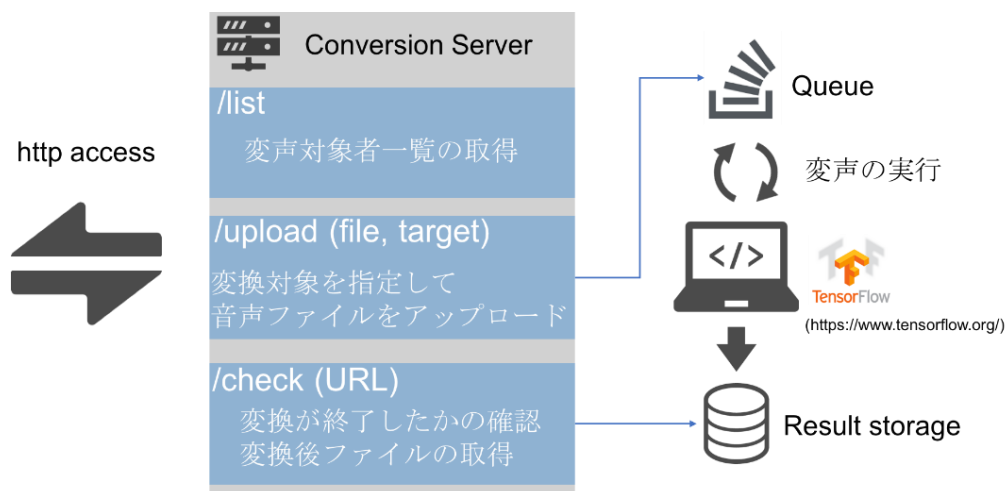 Conversion Server
/list
変声対象者一覧の取得
http access
/upload (file, target)
変換対象を指定して
音声ファイルをアップロード
/check (URL)
変換が終了したかの確認
変換後ファイルの取得
Queue
変声の実行
</>
TensorFlow
(https://www.tensorflow.org/)
Result storage